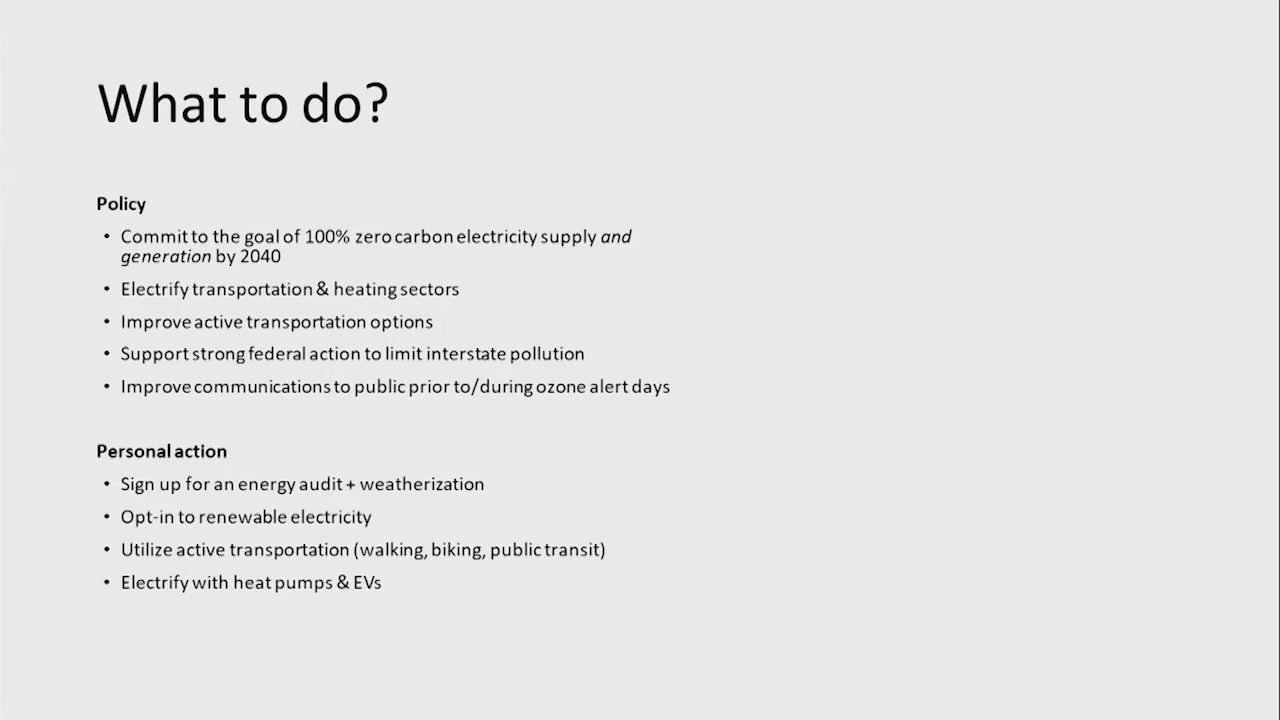 What to do?
Policy
• Commit to the goal of 100% zero carbon electricity supply and
generation by 2040
• Electrify transportation & heating sectors
• Improve active transportation options
• Support strong federal action to limit interstate pollution
• Improve communications to public prior to/during ozone alert days
Personal action
• Sign up for an energy audit + weatherization
• Opt-in to renewable electricity
• Utilize active transportation (walking, biking, public transit)
• Electrify with heat pumps & EVs